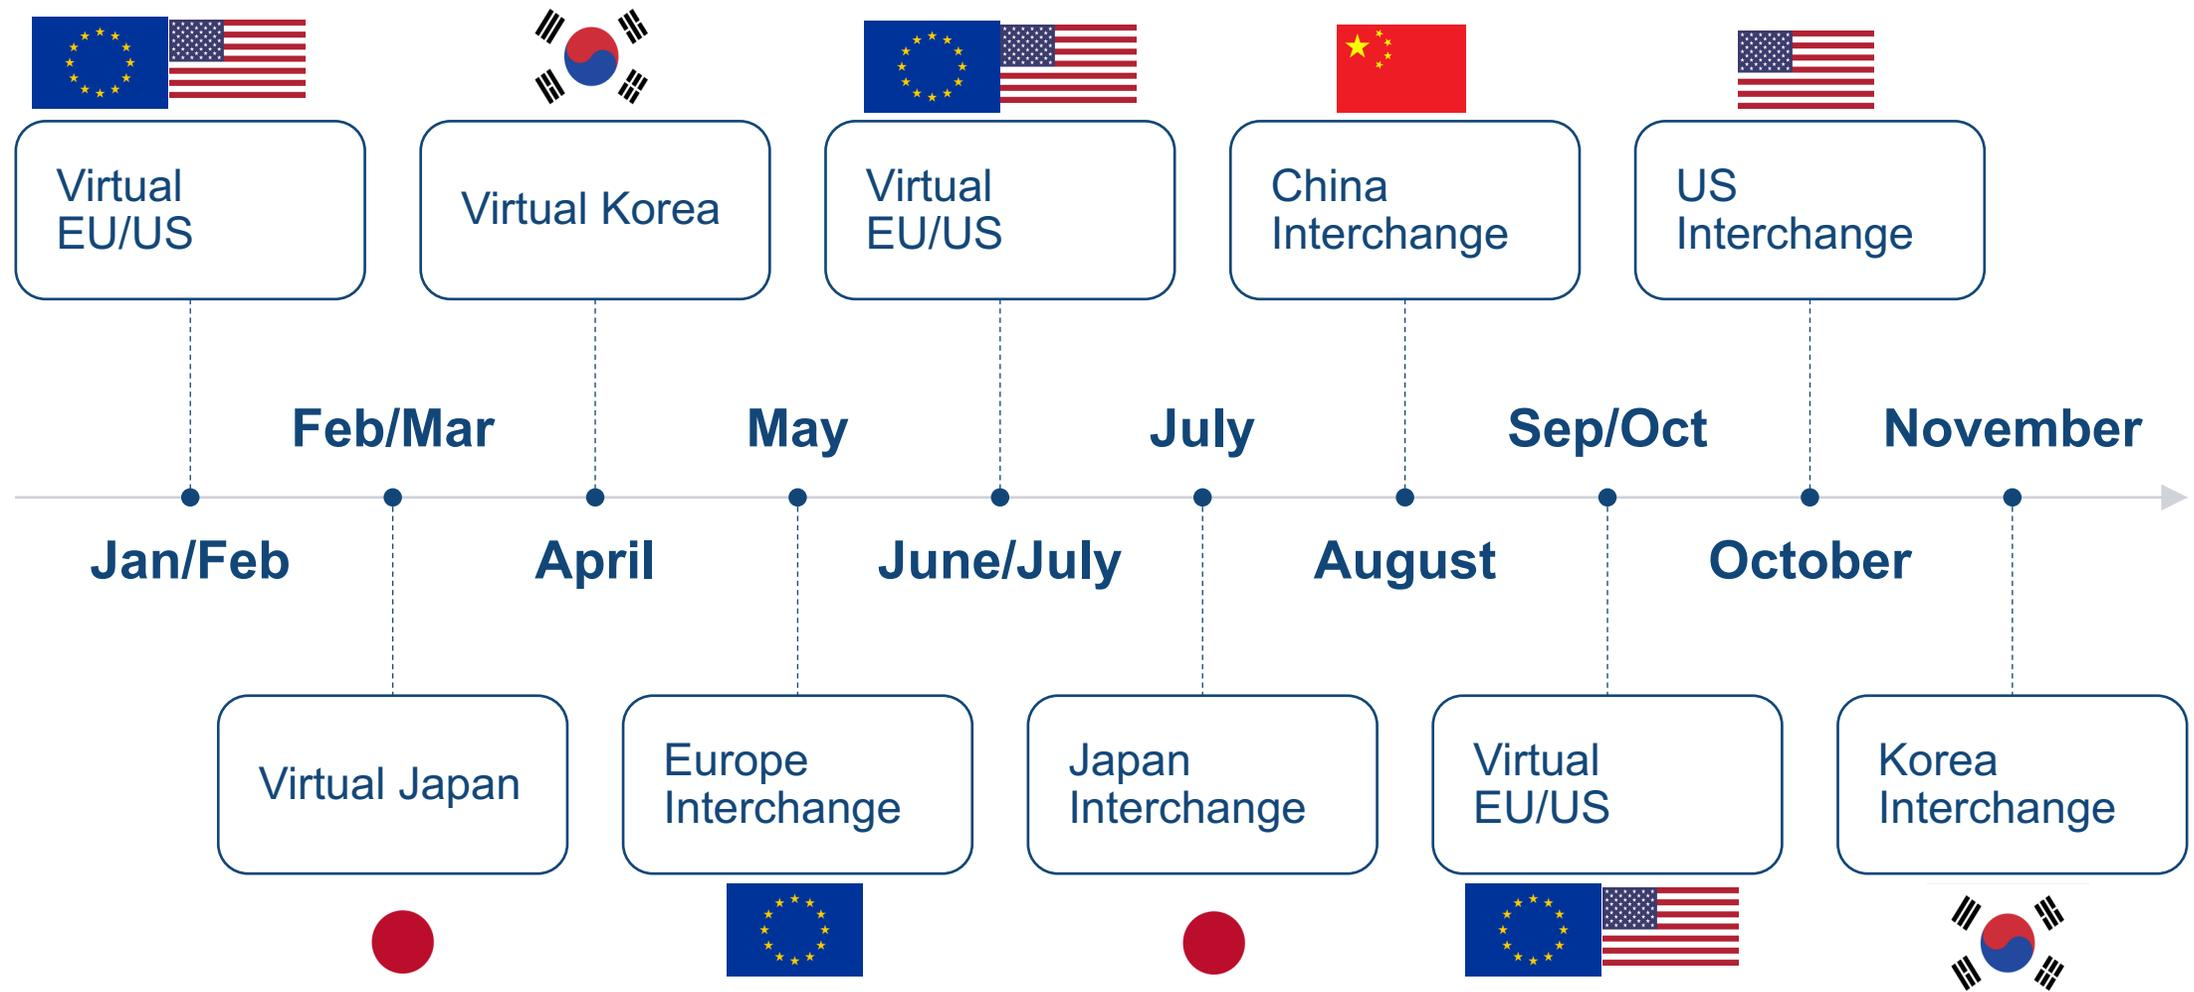 Virtual
EU/US
Virtual Korea
Virtual
EU/US
China
Interchange
US
Interchange
Feb/Mar
May
July
Sep/Oct
November
Jan/Feb
April
June/July
August
October
Virtual Japan
Europe
Interchange
Japan
Interchange
Virtual
EU/US
Korea
Interchange